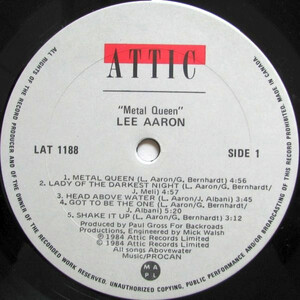 ATTIC
"Metal Queen"
LEE AARON
LAT 1188
SIDE 1
1. METAL QUEEN (L. Aaron/G. Bernhardt) 4:56
2. LADY OF THE DARKEST NIGHT (L. Aaron/G. Bernhardt/
J. Meli) 4:25
3. HEAD ABOVE WATER (L. Aaron/J. Albani) 3:45
4. GOT TO BE THE ONE (L. Aaron/G. Bernhardt/
J. Albani) 5:20
5. SHAKE IT UP (L. Aaron/G. Bernhardt) 3:12
Produced by Paul Gross For Backroads
Engineering Produced by Mick Walsh
℗ 1984 Attic Records Limited
© 1984 Attic Records Limited
All songs Abovewater
Music/PROCAN
M A
P L
ALL RIGHTS OF THE RECORD PRODUCER AND OF THE OWNER OF THE RECORDED WORK RESERVED. UNAUTHORIZED COPYING, PUBLIC PERFORMANCE AND/OR BROADCASTING OF THIS RECORD PROHIBITED. MADE IN CANADA.